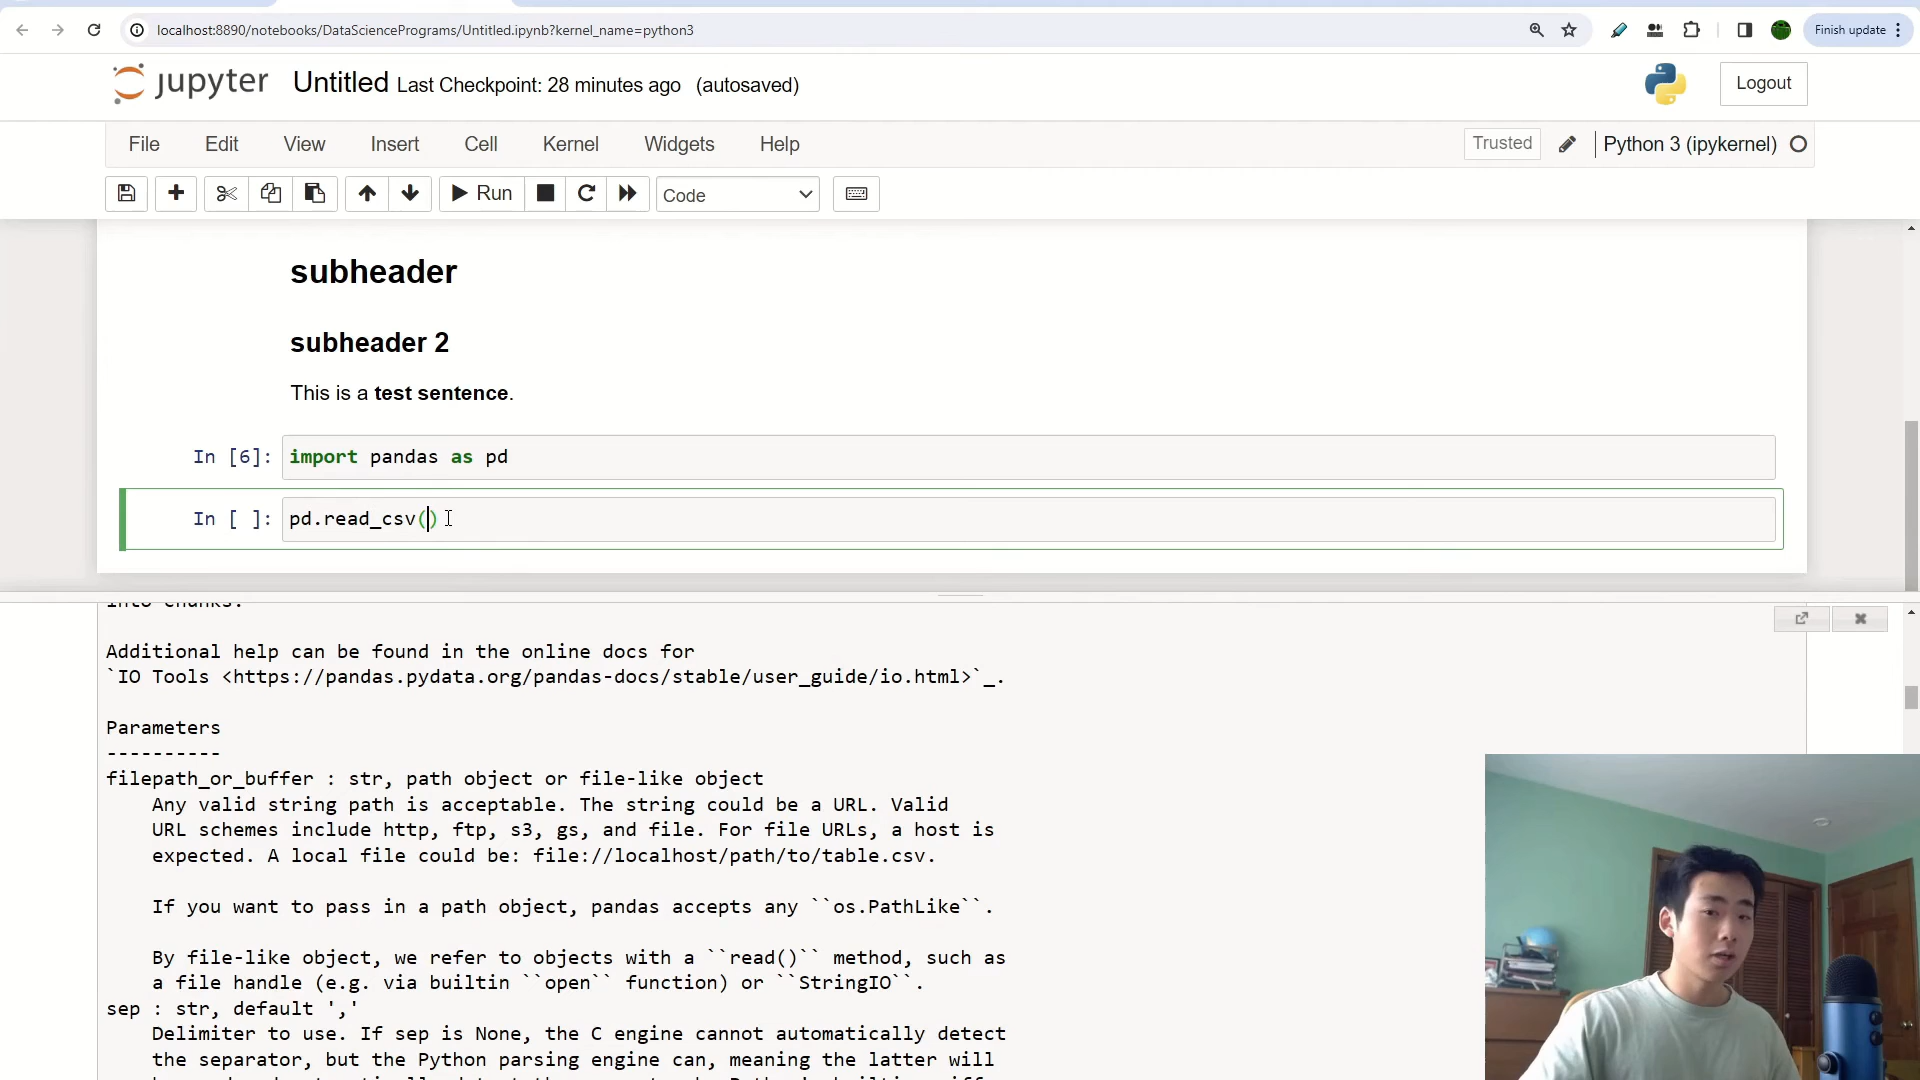 localhost:8890/notebooks/DataSciencePrograms/Untitled.ipynb?kernel_name=python3
Finish update
jupyter Untitled Last Checkpoint: 28 minutes ago (autosaved)
Logout
File Edit View Insert Cell Kernel Widgets Help
Trusted
Python 3 (ipykernel)
Run
Code
subheader
subheader 2
This is a test sentence.
In [6]: import pandas as pd
In [ ]: pd.read_csv()
into chunks.
Additional help can be found in the online docs for
`IO Tools <https://pandas.pydata.org/pandas-docs/stable/user_guide/io.html>`_.
Parameters
----------
filepath_or_buffer : str, path object or file-like object
Any valid string path is acceptable. The string could be a URL. Valid
URL schemes include http, ftp, s3, gs, and file. For file URLs, a host is
expected. A local file could be: file://localhost/path/to/table.csv.
If you want to pass in a path object, pandas accepts any ``os.PathLike``.
By file-like object, we refer to objects with a ``read()`` method, such as
a file handle (e.g. via builtin ``open`` function) or ``StringIO``.
sep : str, default ','
Delimiter to use. If sep is None, the C engine cannot automatically detect
the separator, but the Python parsing engine can, meaning the latter will